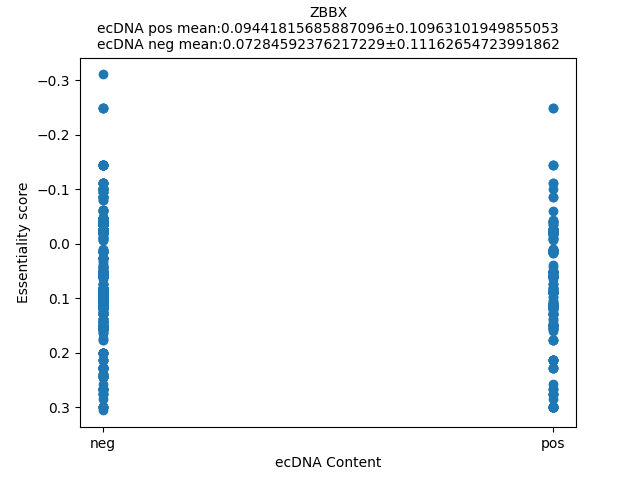 ZBBX
ecDNA pos mean:0.09441815685887096±0.10963101949855053
ecDNA neg mean:0.07284592376217229±0.11162654723991862
−0.3
−0.2
−0.1
0.0
0.1
0.2
0.3
Essentiality score
neg
pos
ecDNA Content